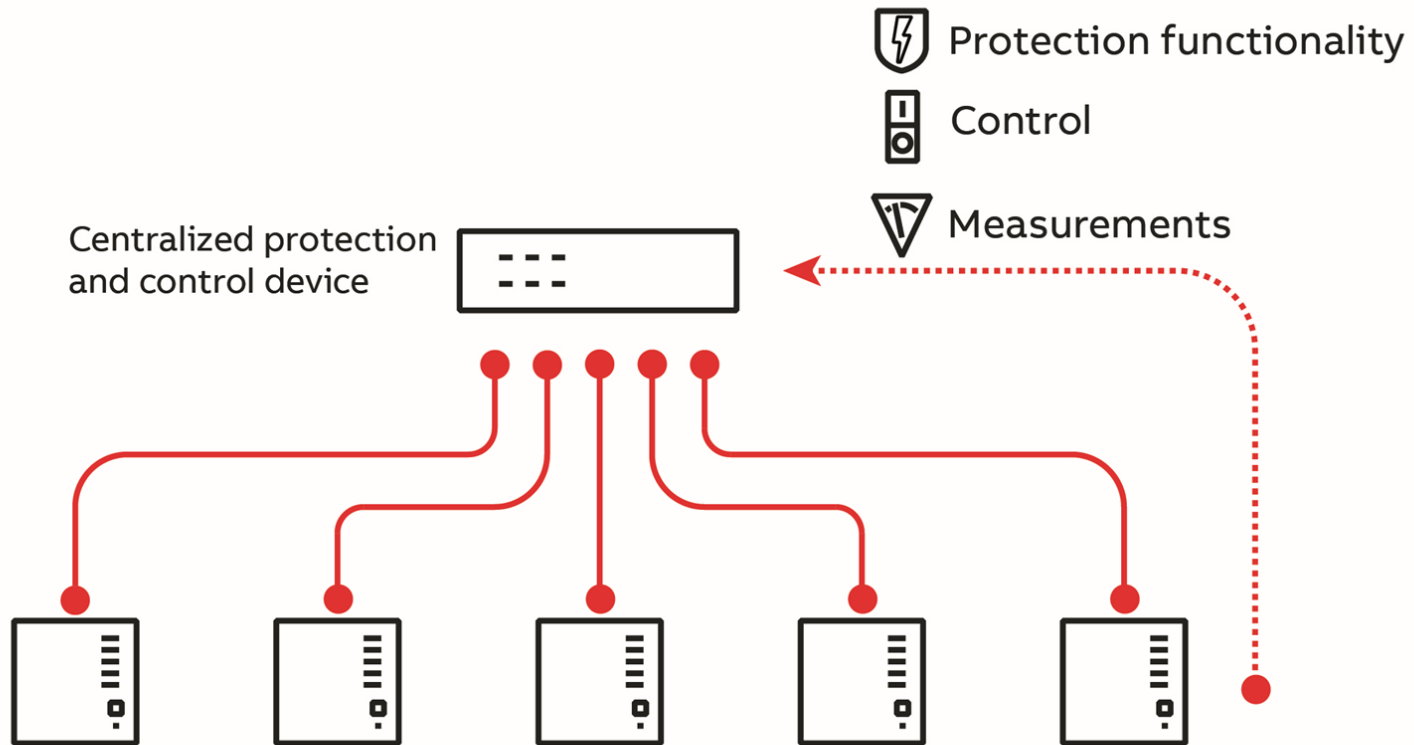 Protection functionality
Control
Measurements
Centralized protection
and control device